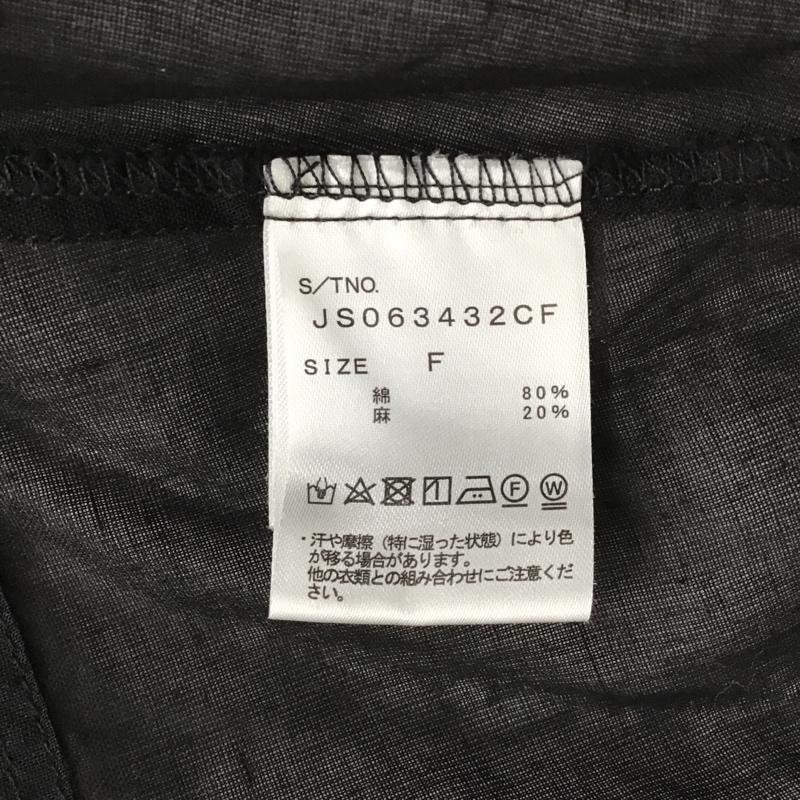 S/TNO.
JS063432CF
SIZE F
綿 80%
麻 20%
F W
・汗や摩擦(特に湿った状態)により色
が移る場合があります。
他の衣類との組み合わせにご注意くだ
さい。